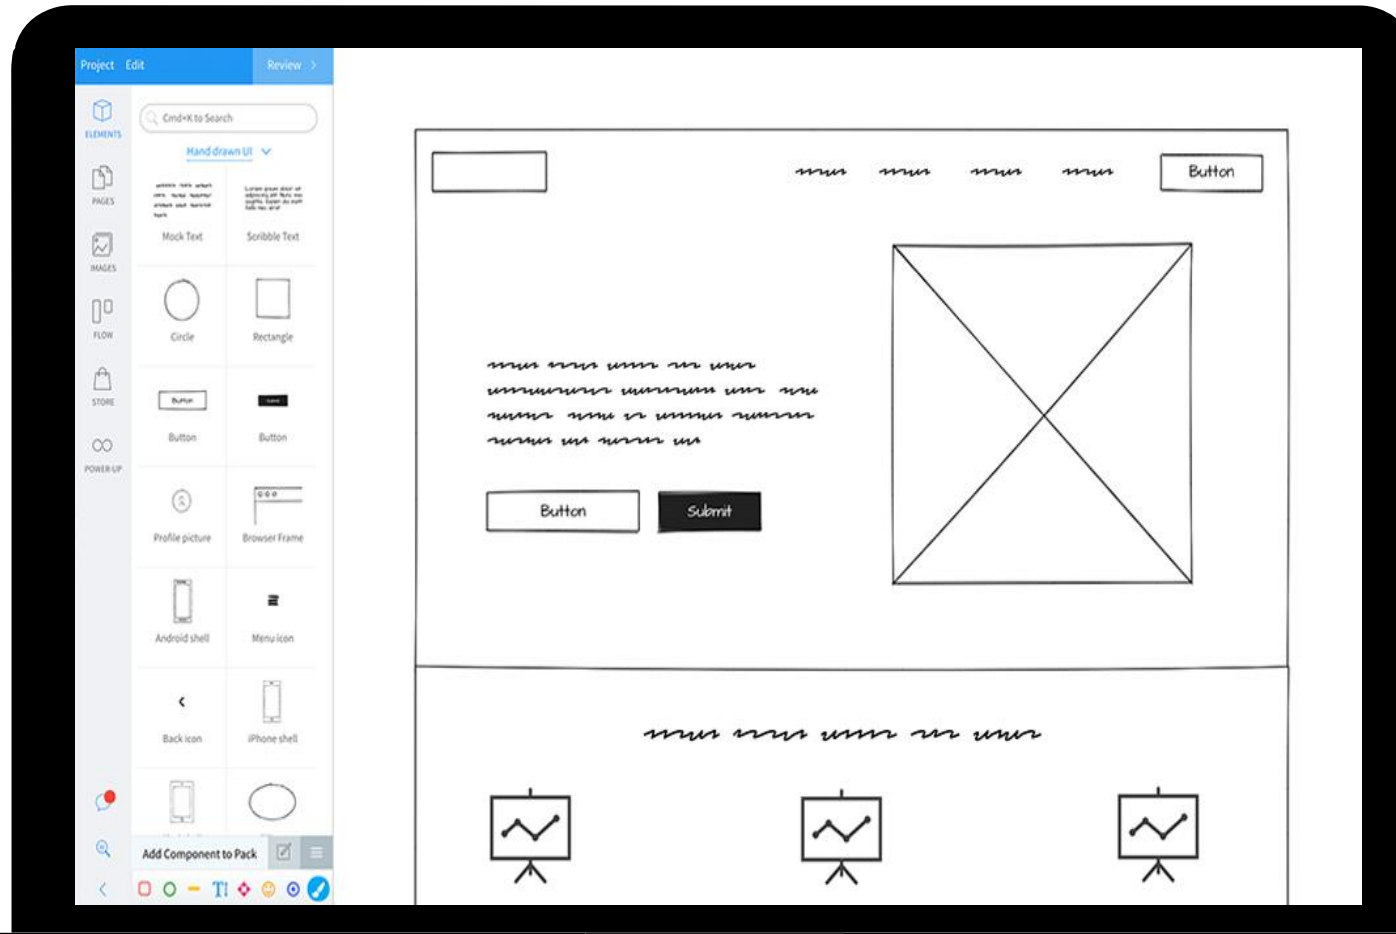 Project Edit Review >
ELEMENTS
PAGES
IMAGES
FLOW
STORE
POWER-UP
Cmd+K to Search
Hand drawn UI
Mock Text Scribble Text
Circle Rectangle
Button
Button Button
Profile picture Browser Frame
Android shell Menu icon
Back icon iPhone shell
Add Component to Pack
Button
Button Submit